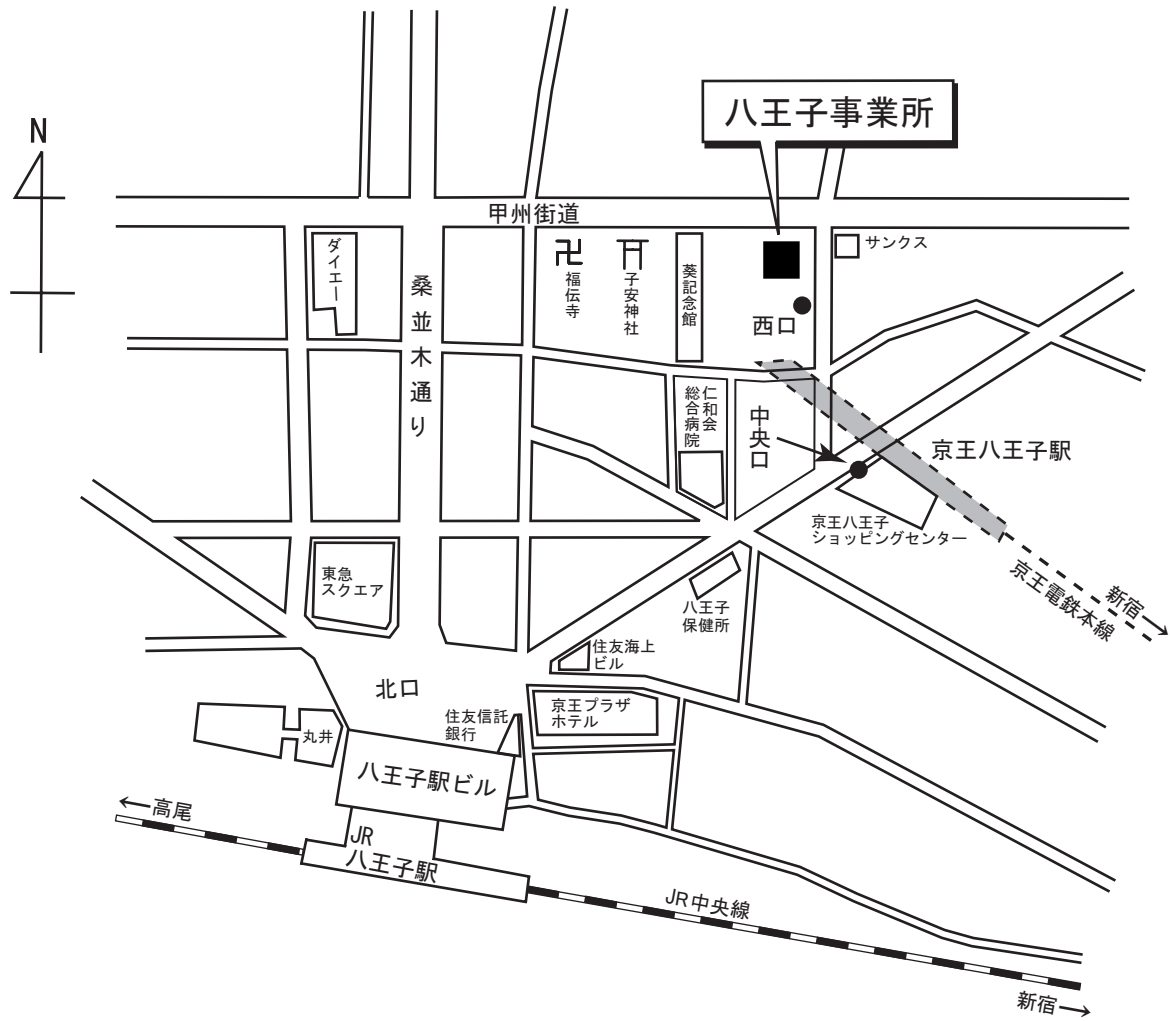 N
八王子事業所
甲州街道
ダイエー
桑並木通り
福伝寺
子安神社
葵記念館
サンクス
西口
仁和会
総合病院
中央口
京王八王子駅
京王八王子
ショッピングセンター
東急
スクエア
八王子
保健所
新宿→
京王電鉄本線
住友海上
ビル
北口
京王プラザ
ホテル
住友信託
銀行
丸井
八王子駅ビル
←高尾
JR
八王子駅
JR中央線
新宿→